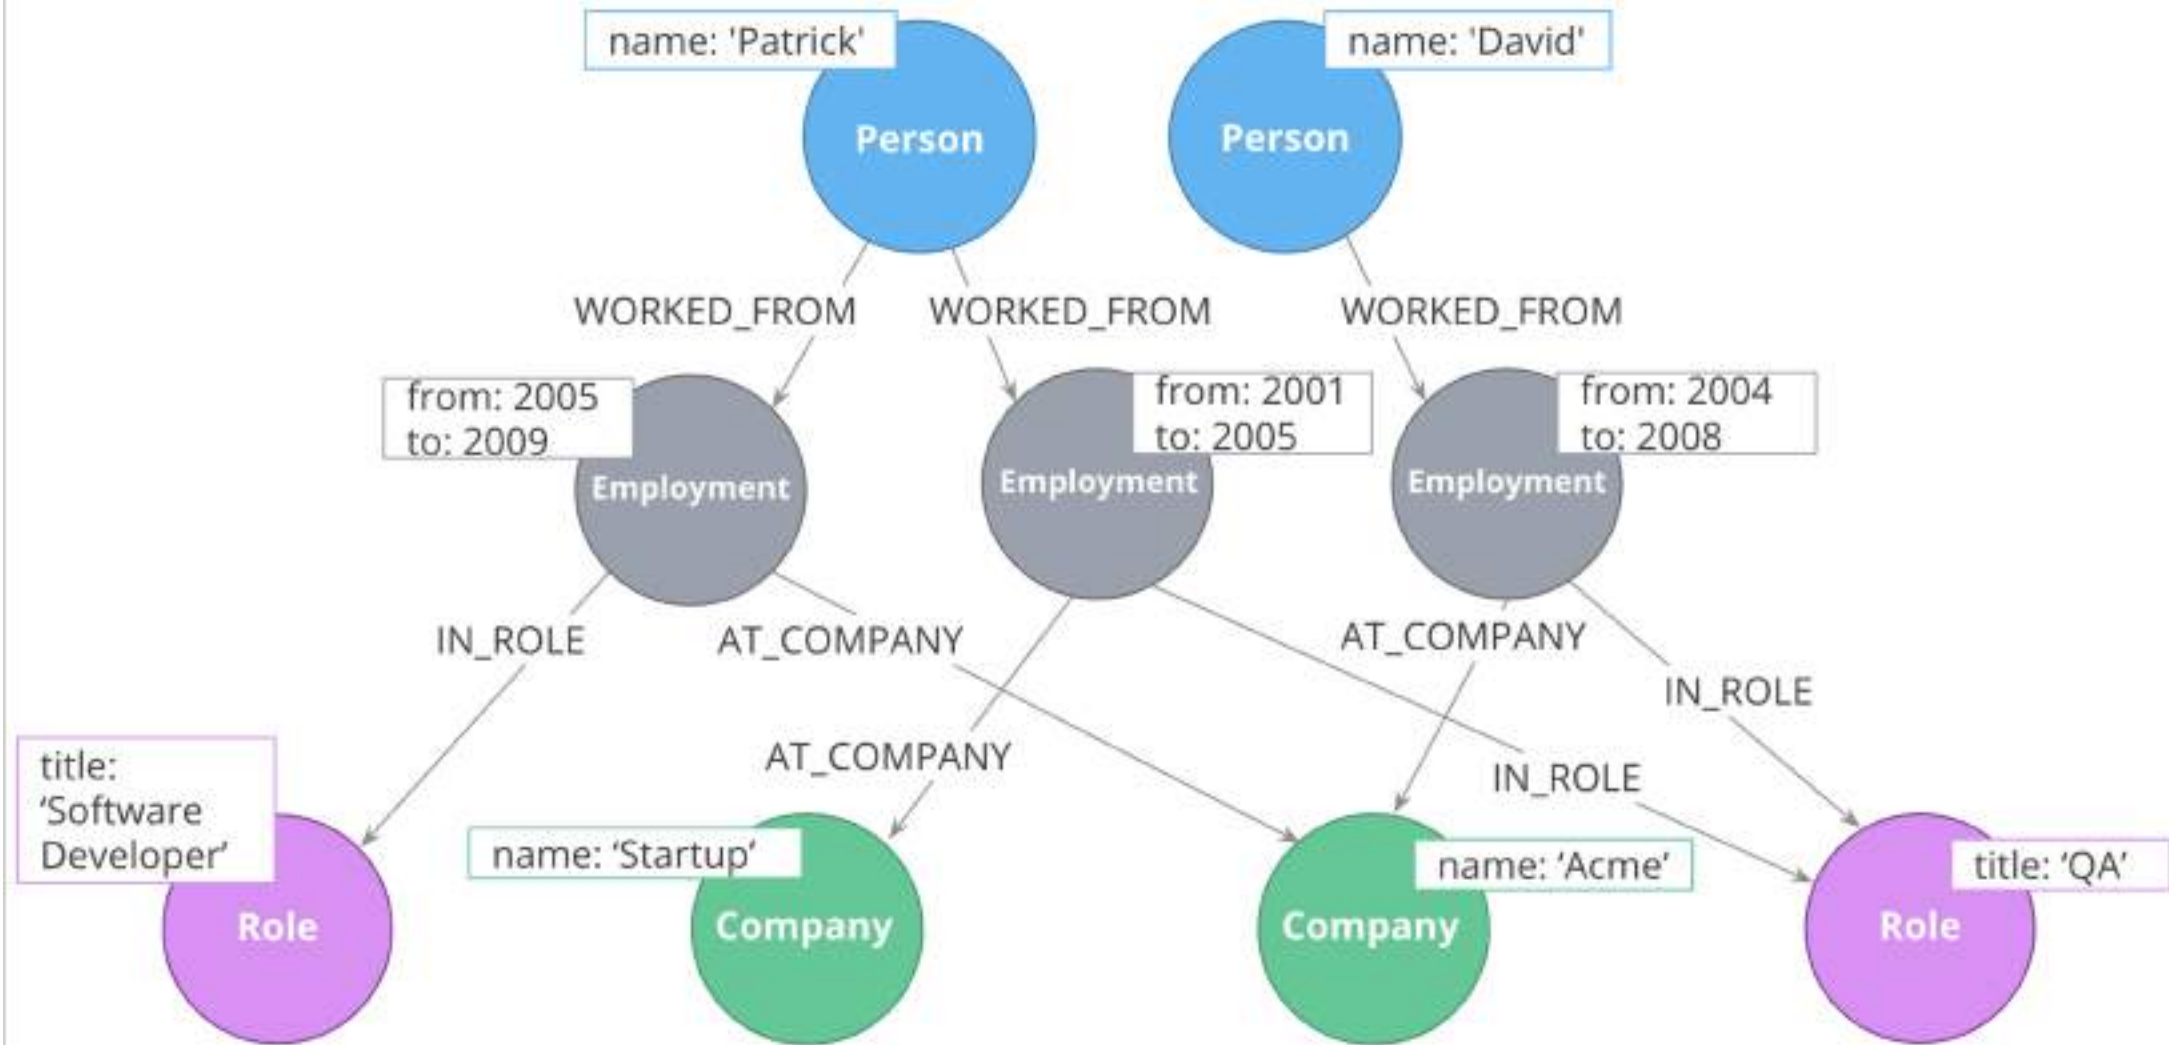 name: 'Patrick'
name: 'David'
Person
Person
WORKED_FROM
WORKED_FROM
WORKED_FROM
from: 2005
to: 2009
from: 2001
to: 2005
from: 2004
to: 2008
Employment
Employment
Employment
IN_ROLE
AT_COMPANY
AT_COMPANY
IN_ROLE
AT_COMPANY
IN_ROLE
title:
‘Software
Developer’
name: ‘Startup‘
name: ‘Acme’
title: ‘QA’
Role
Company
Company
Role